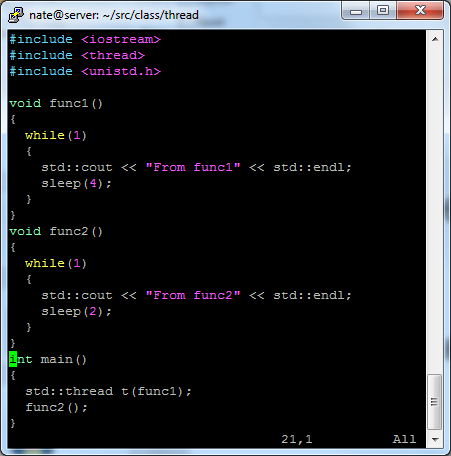 nate@server: ~/src/class/thread
#include <iostream>
#include <thread>
#include <unistd.h>

void func1()
{
  while(1)
  {
    std::cout << "From func1" << std::endl;
    sleep(4);
  }
}
void func2()
{
  while(1)
  {
    std::cout << "From func2" << std::endl;
    sleep(2);
  }
}
int main()
{
  std::thread t(func1);
  func2();
}
21,1 All